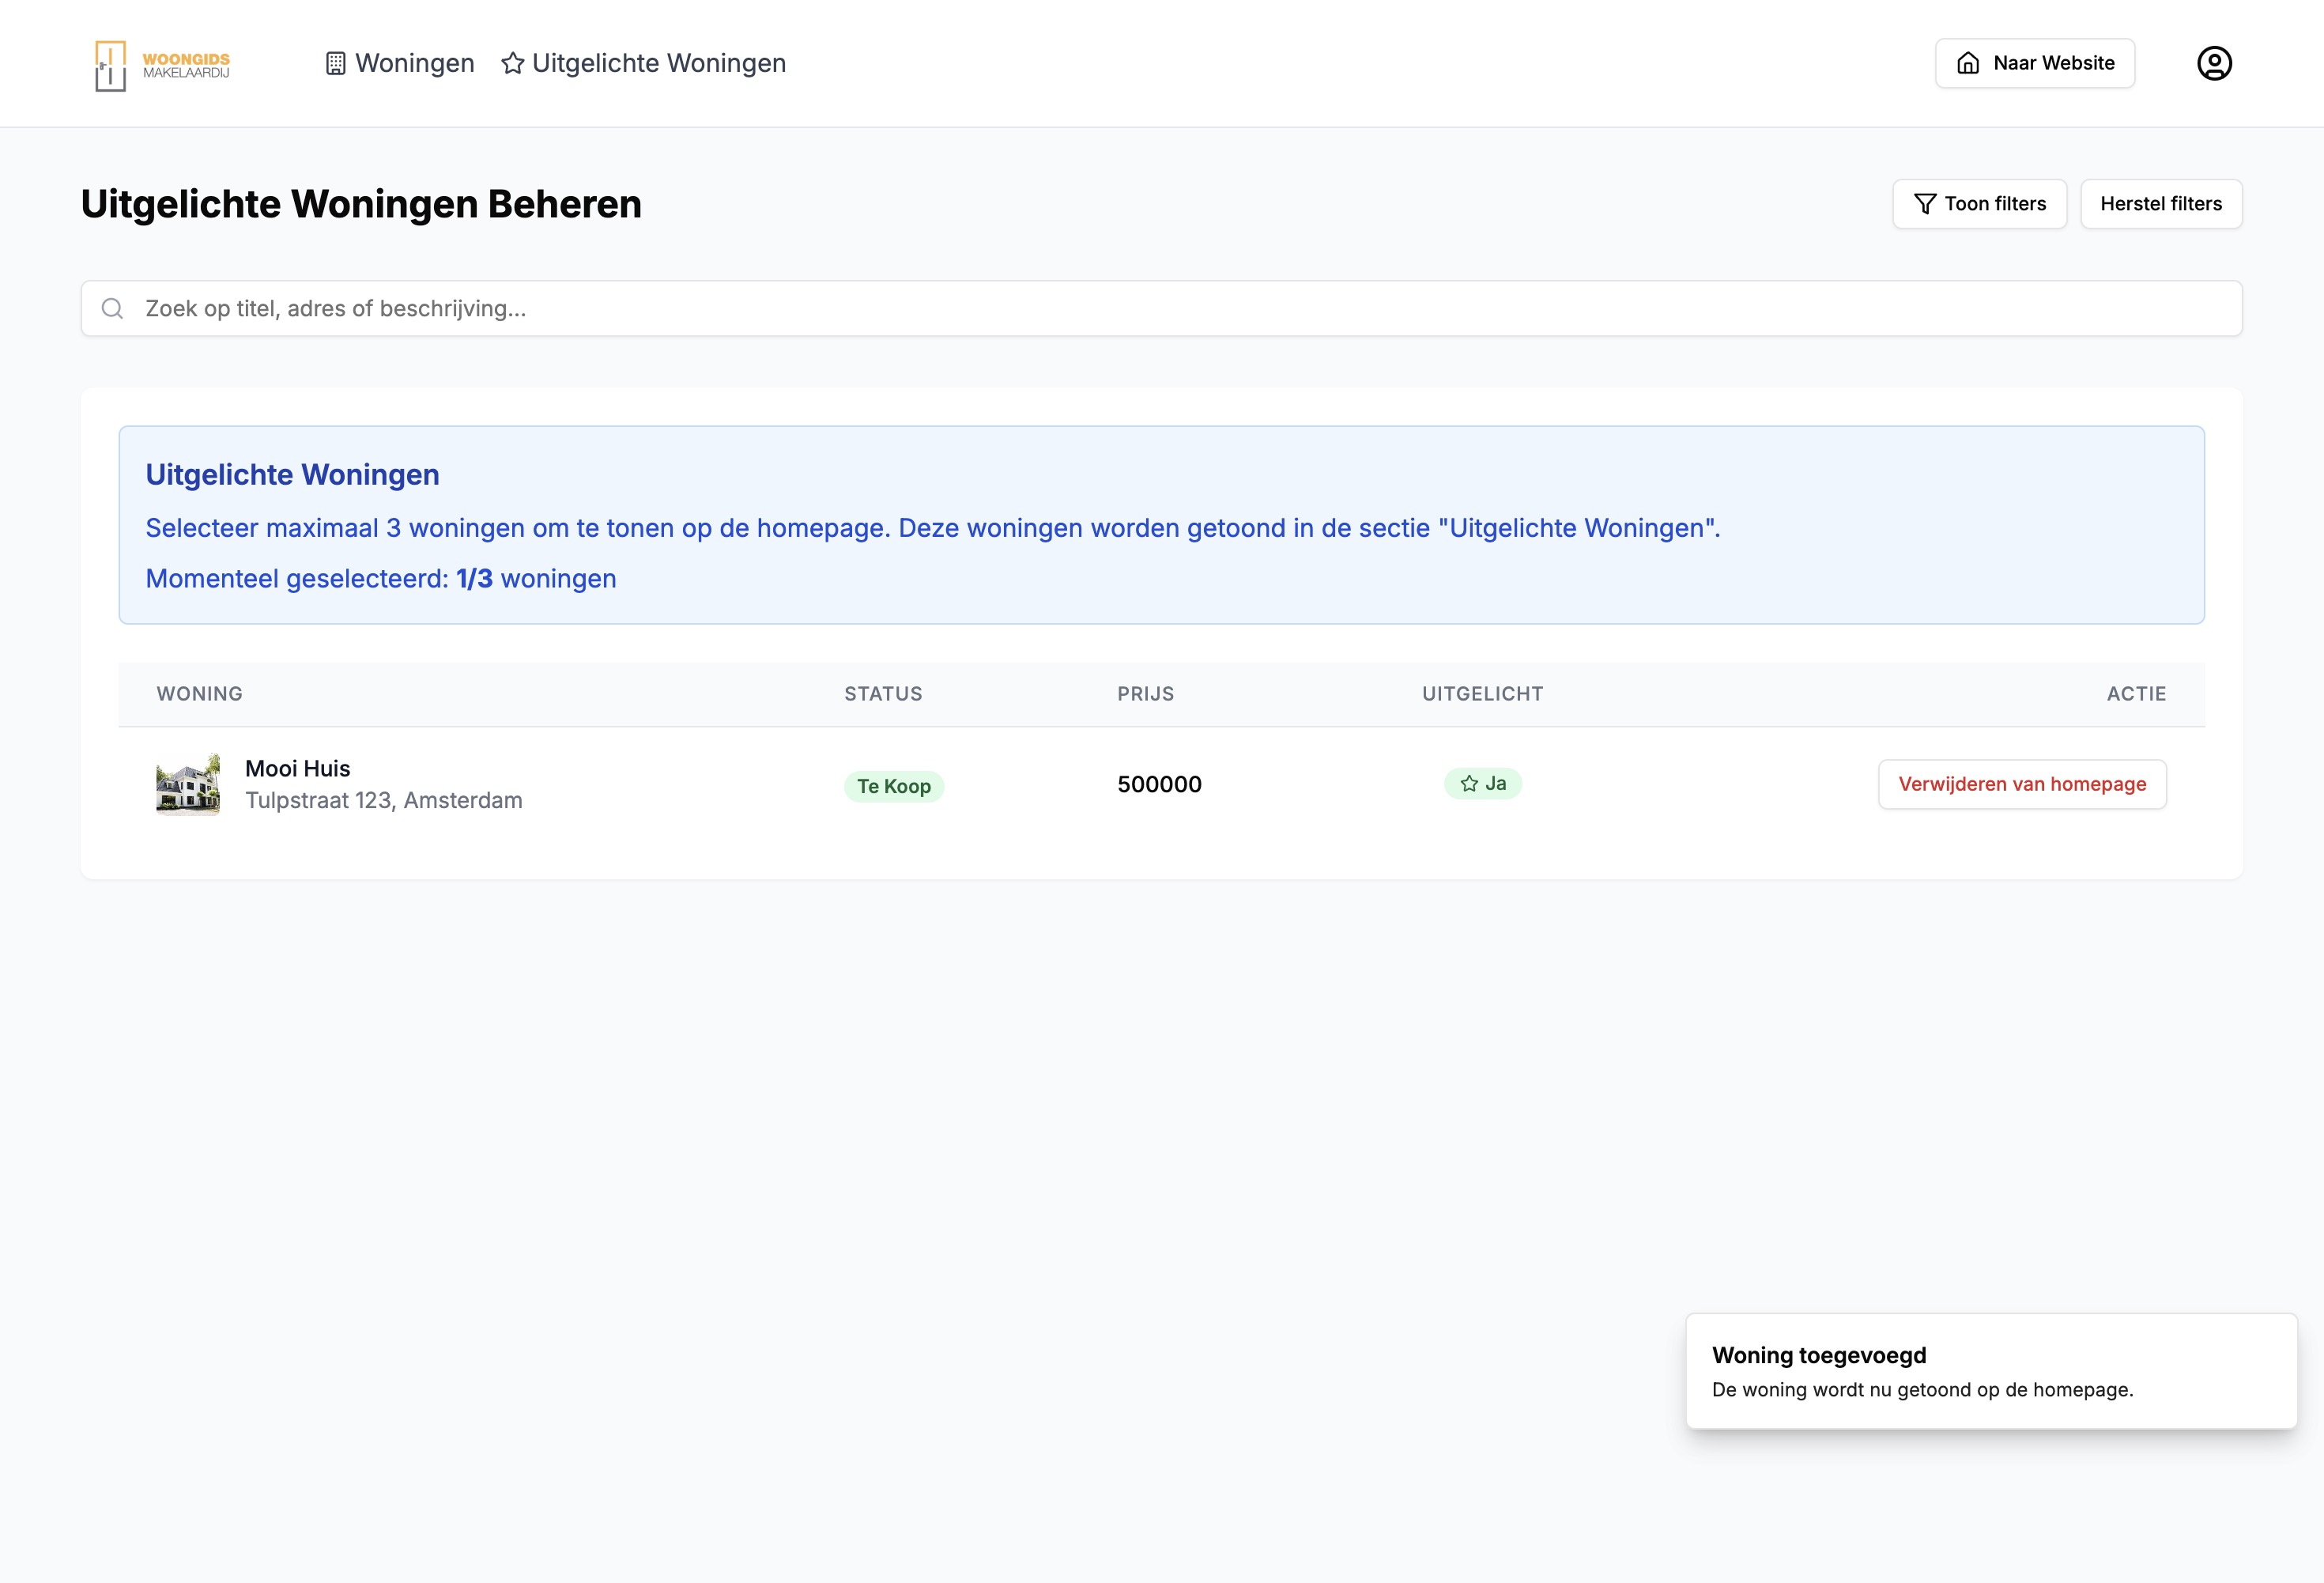 WOONGIDS
MAKELAARDIJ
Woningen
Uitgelichte Woningen
Naar Website
Uitgelichte Woningen Beheren
Toon filters
Herstel filters
Zoek op titel, adres of beschrijving...
Uitgelichte Woningen
Selecteer maximaal 3 woningen om te tonen op de homepage. Deze woningen worden getoond in de sectie "Uitgelichte Woningen".
Momenteel geselecteerd: 1/3 woningen
WONING STATUS PRIJS UITGELICHT ACTIE
Mooi Huis
Tulpstraat 123, Amsterdam
Te Koop
500000
Ja
Verwijderen van homepage
Woning toegevoegd
De woning wordt nu getoond op de homepage.